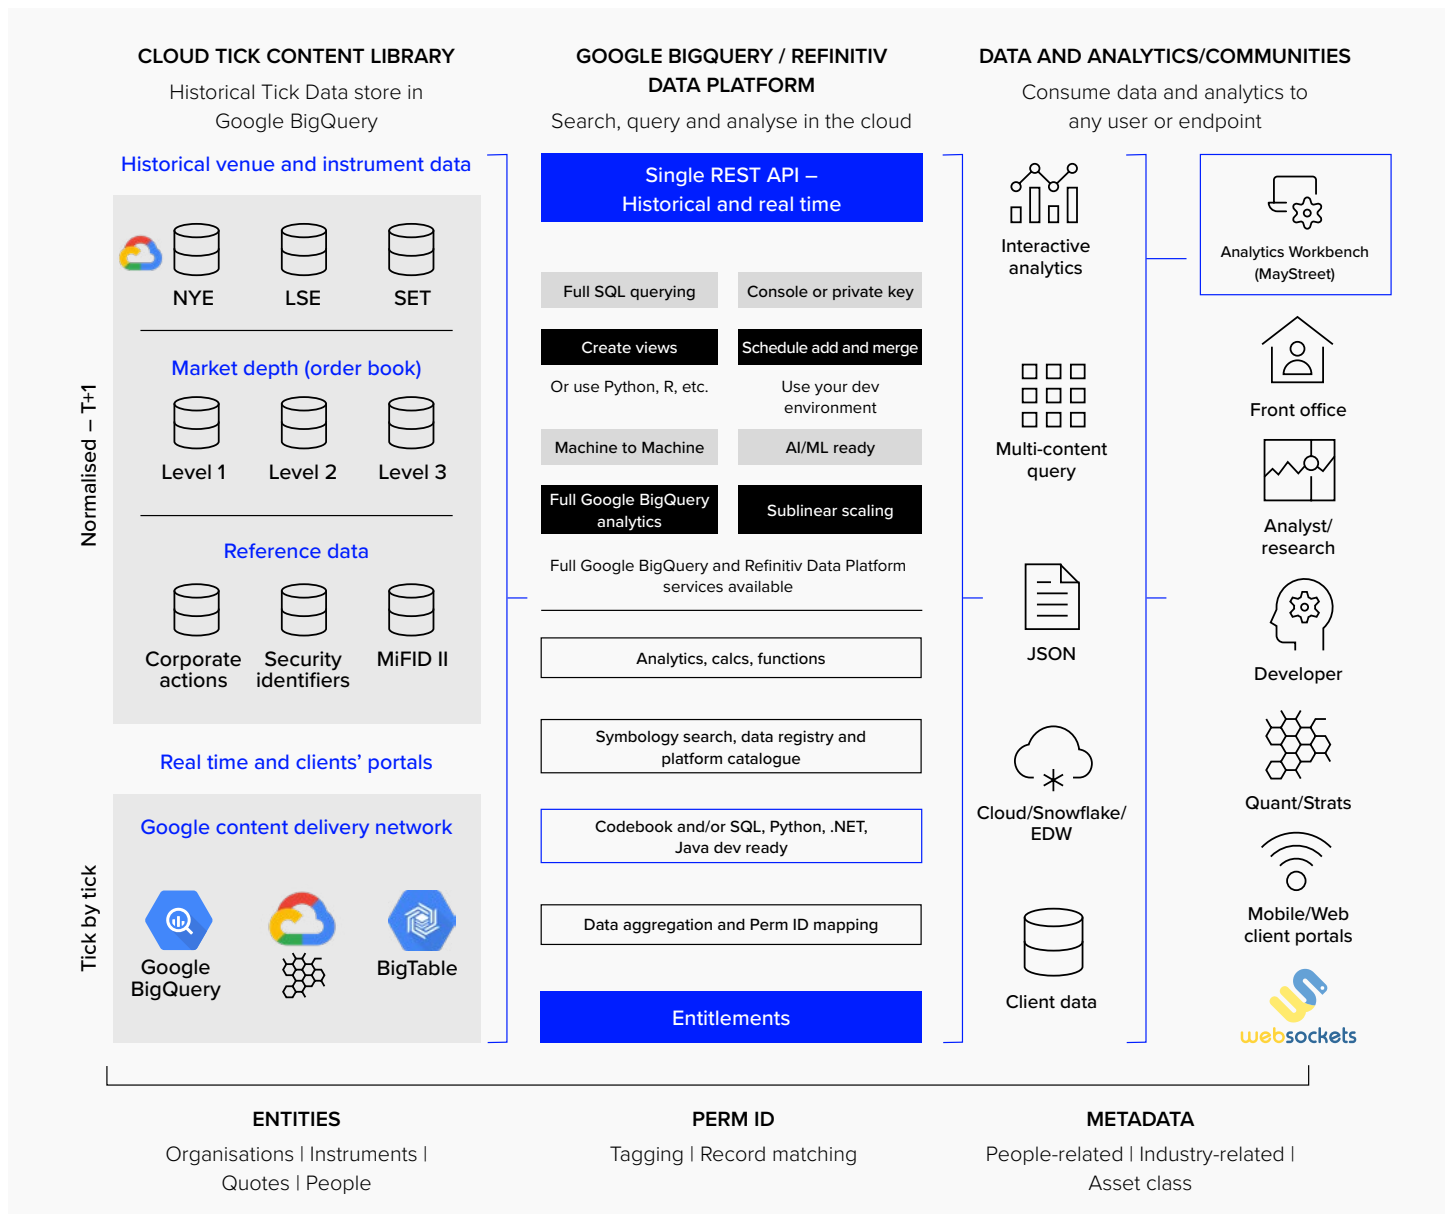 CLOUD TICK CONTENT LIBRARY
Historical Tick Data store in
Google BigQuery
Historical venue and instrument data
NYE
LSE
SET
Market depth (order book)
Level 1
Level 2
Level 3
Reference data
Corporate
actions
Security
identifiers
MiFID II
Normalised – T+1
Real time and clients’ portals
Google content delivery network
Google
BigQuery
BigTable
Tick by tick
GOOGLE BIGQUERY / REFINITIV
DATA PLATFORM
Search, query and analyse in the cloud
Single REST API –
Historical and real time
Full SQL querying
Console or private key
Create views
Schedule add and merge
Or use Python, R, etc.
Use your dev
environment
Machine to Machine
AI/ML ready
Full Google BigQuery
analytics
Sublinear scaling
Full Google BigQuery and Refinitiv Data Platform
services available
Analytics, calcs, functions
Symbology search, data registry and
platform catalogue
Codebook and/or SQL, Python, .NET,
Java dev ready
Data aggregation and Perm ID mapping
Entitlements
DATA AND ANALYTICS/COMMUNITIES
Consume data and analytics to
any user or endpoint
Interactive
analytics
Multi-content
query
JSON
Cloud/Snowflake/
EDW
Client data
Analytics Workbench
(MayStreet)
Front office
Analyst/
research
Developer
Quant/Strats
Mobile/Web
client portals
websockets
ENTITIES
Organisations | Instruments |
Quotes | People
PERM ID
Tagging | Record matching
METADATA
People-related | Industry-related |
Asset class